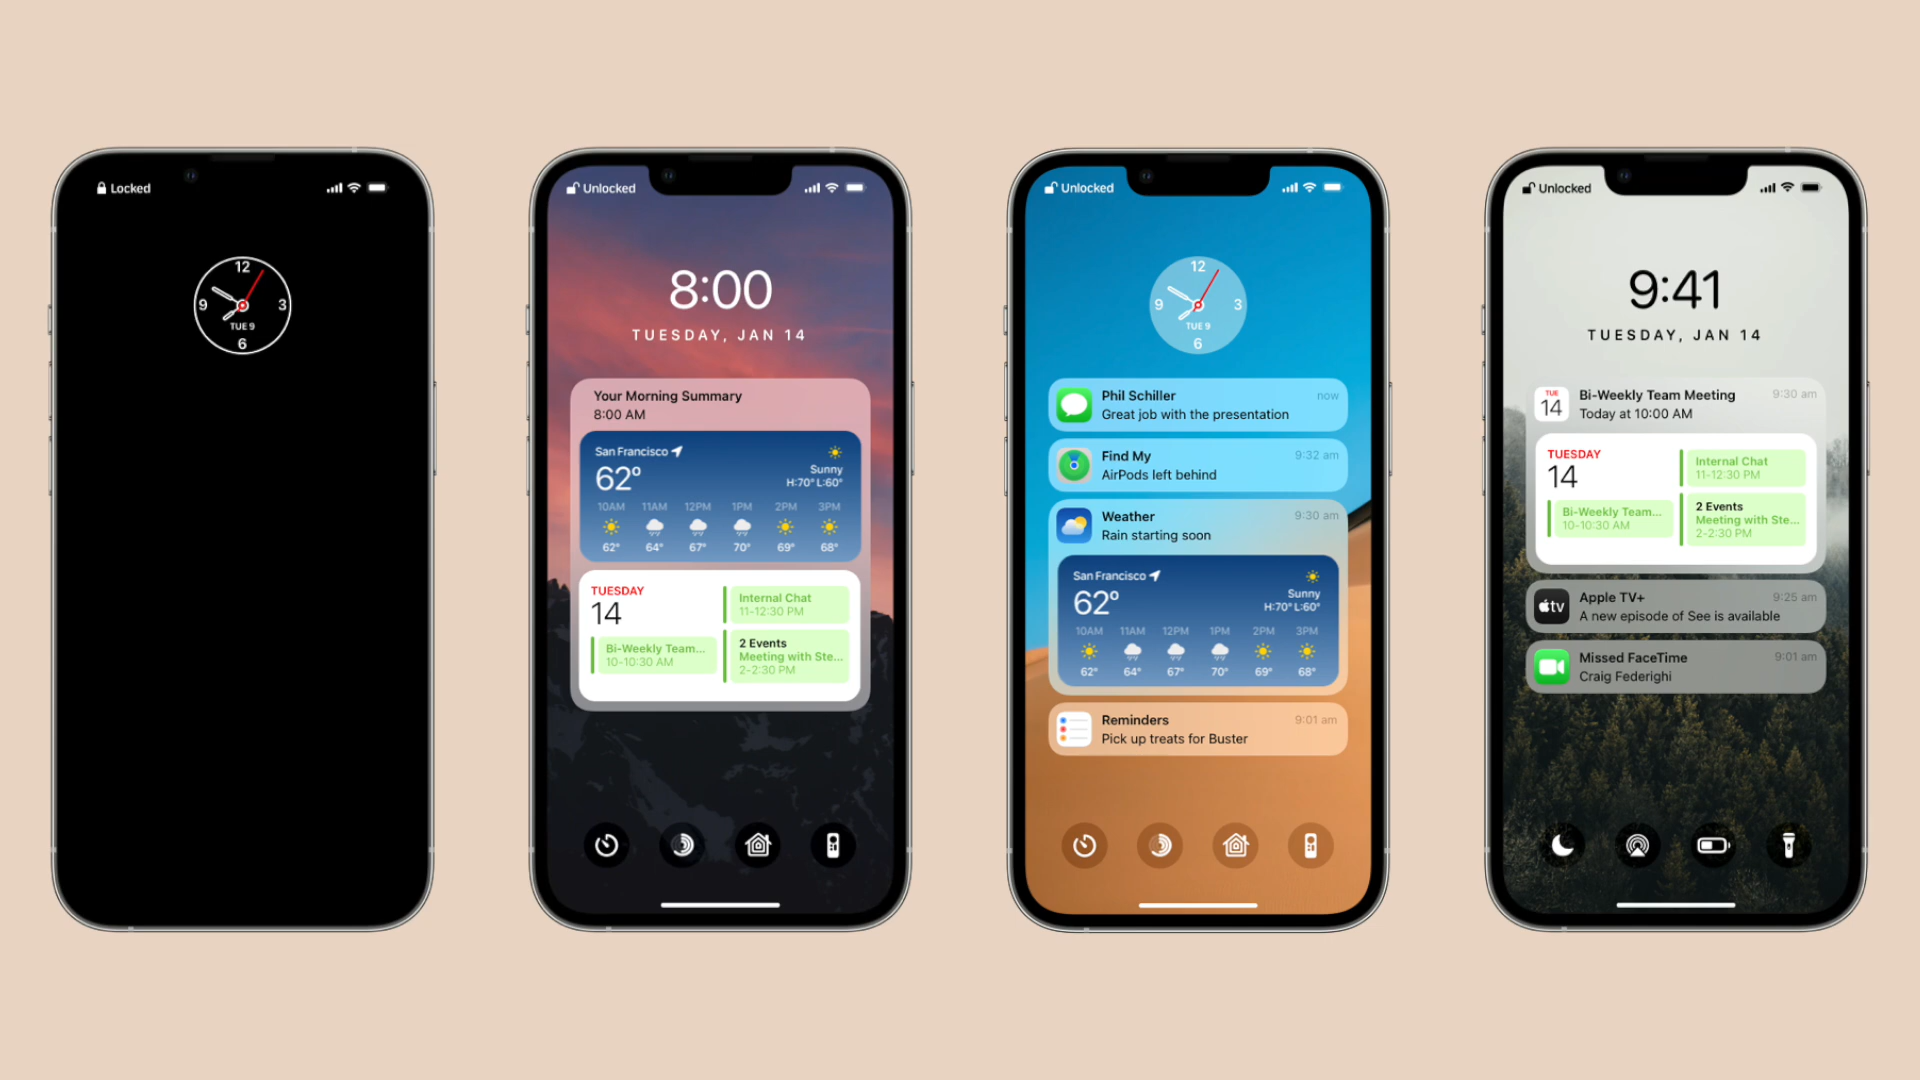 Locked
12
9
3
TUE 9
6
Unlocked
8:00
TUESDAY, JAN 14
Your Morning Summary
8:00 AM
San Francisco
62°
Sunny
H:70° L:60°
10AM 11AM 12PM 1PM 2PM 3PM
62° 64° 67° 70° 69° 68°
TUESDAY
14
Bi-Weekly Team...
10-10:30 AM
Internal Chat
11-12:30 PM
2 Events
Meeting with Ste...
2-2:30 PM
Unlocked
12
9
3
TUE 9
6
Phil Schiller now
Great job with the presentation
Find My 9:32 am
AirPods left behind
Weather 9:30 am
Rain starting soon
San Francisco
62°
Sunny
H:70° L:60°
10AM 11AM 12PM 1PM 2PM 3PM
62° 64° 67° 70° 69° 68°
Reminders 9:01 am
Pick up treats for Buster
Unlocked
9:41
TUESDAY, JAN 14
TUE
14
Bi-Weekly Team Meeting 9:30 am
Today at 10:00 AM
TUESDAY
14
Bi-Weekly Team...
10-10:30 AM
Internal Chat
11-12:30 PM
2 Events
Meeting with Ste...
2-2:30 PM
tv
Apple TV+ 9:25 am
A new episode of See is available
Missed FaceTime 9:01 am
Craig Federighi